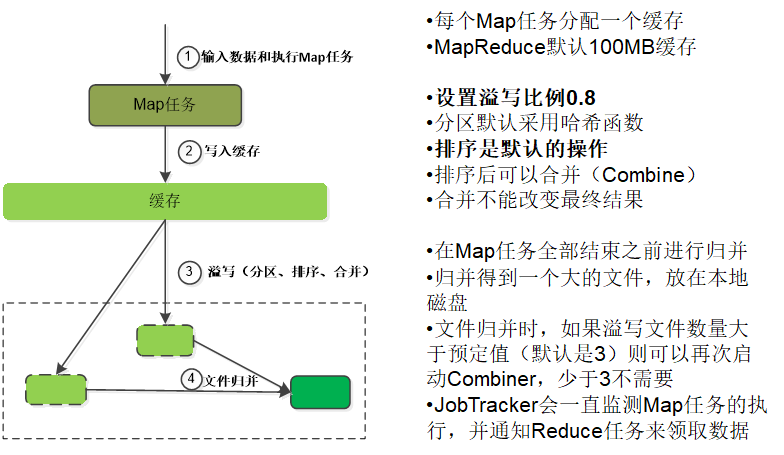 ①输入数据和执行Map任务
Map任务
②写入缓存
缓存
③溢写（分区、排序、合并）
④文件归并
•每个Map任务分配一个缓存
•MapReduce默认100MB缓存
•设置溢写比例0.8
•分区默认采用哈希函数
•排序是默认的操作
•排序后可以合并（Combine）
•合并不能改变最终结果
•在Map任务全部结束之前进行归并
•归并得到一个大的文件，放在本地
磁盘
•文件归并时，如果溢写文件数量大
于预定值（默认是3）则可以再次启
动Combiner，少于3不需要
•JobTracker会一直监测Map任务的执
行，并通知Reduce任务来领取数据